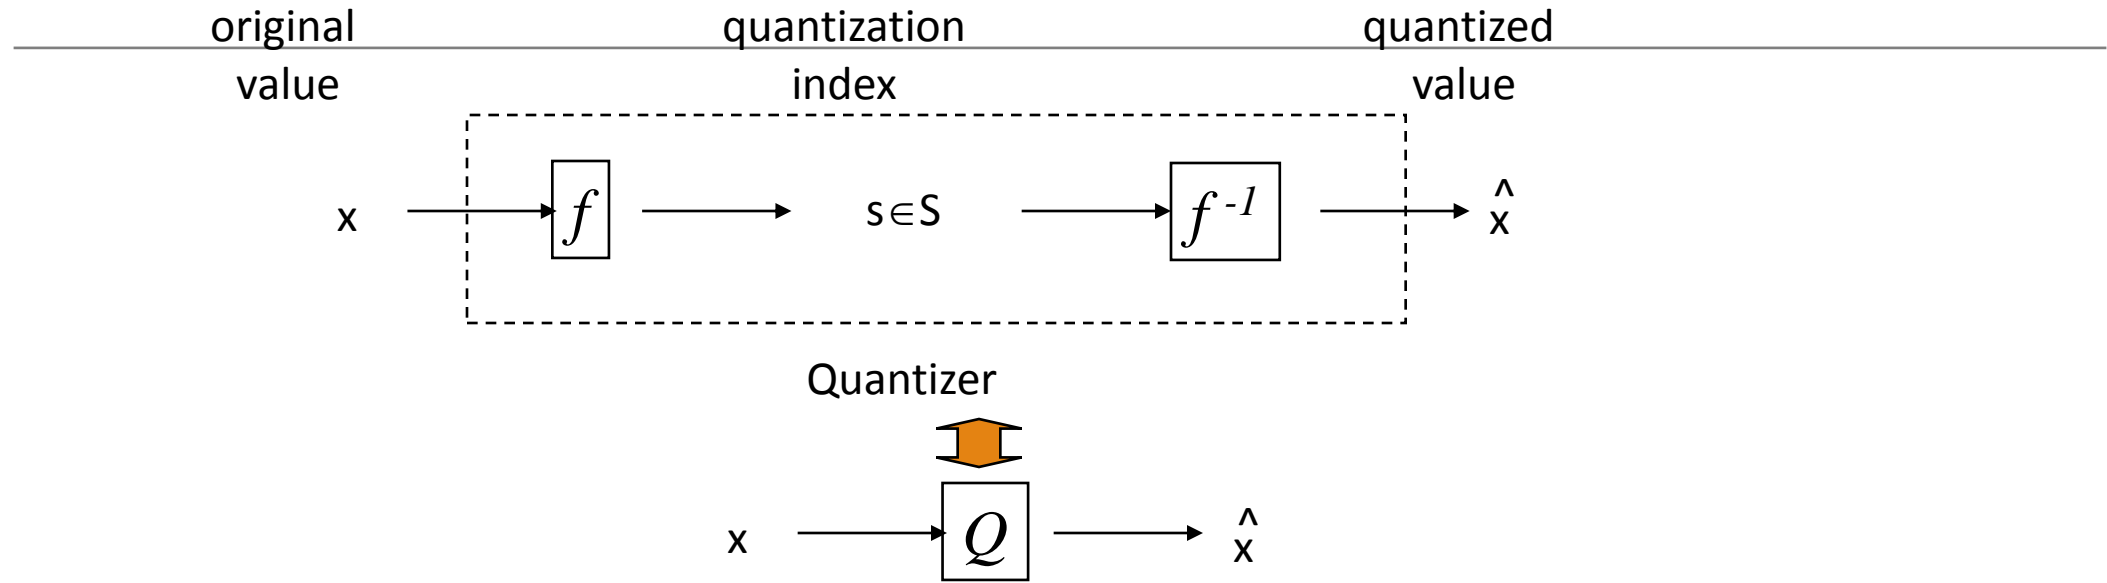 original quantization quantized
value index value
x f s∈S f⁻¹ x̂
Quantizer
x Q x̂